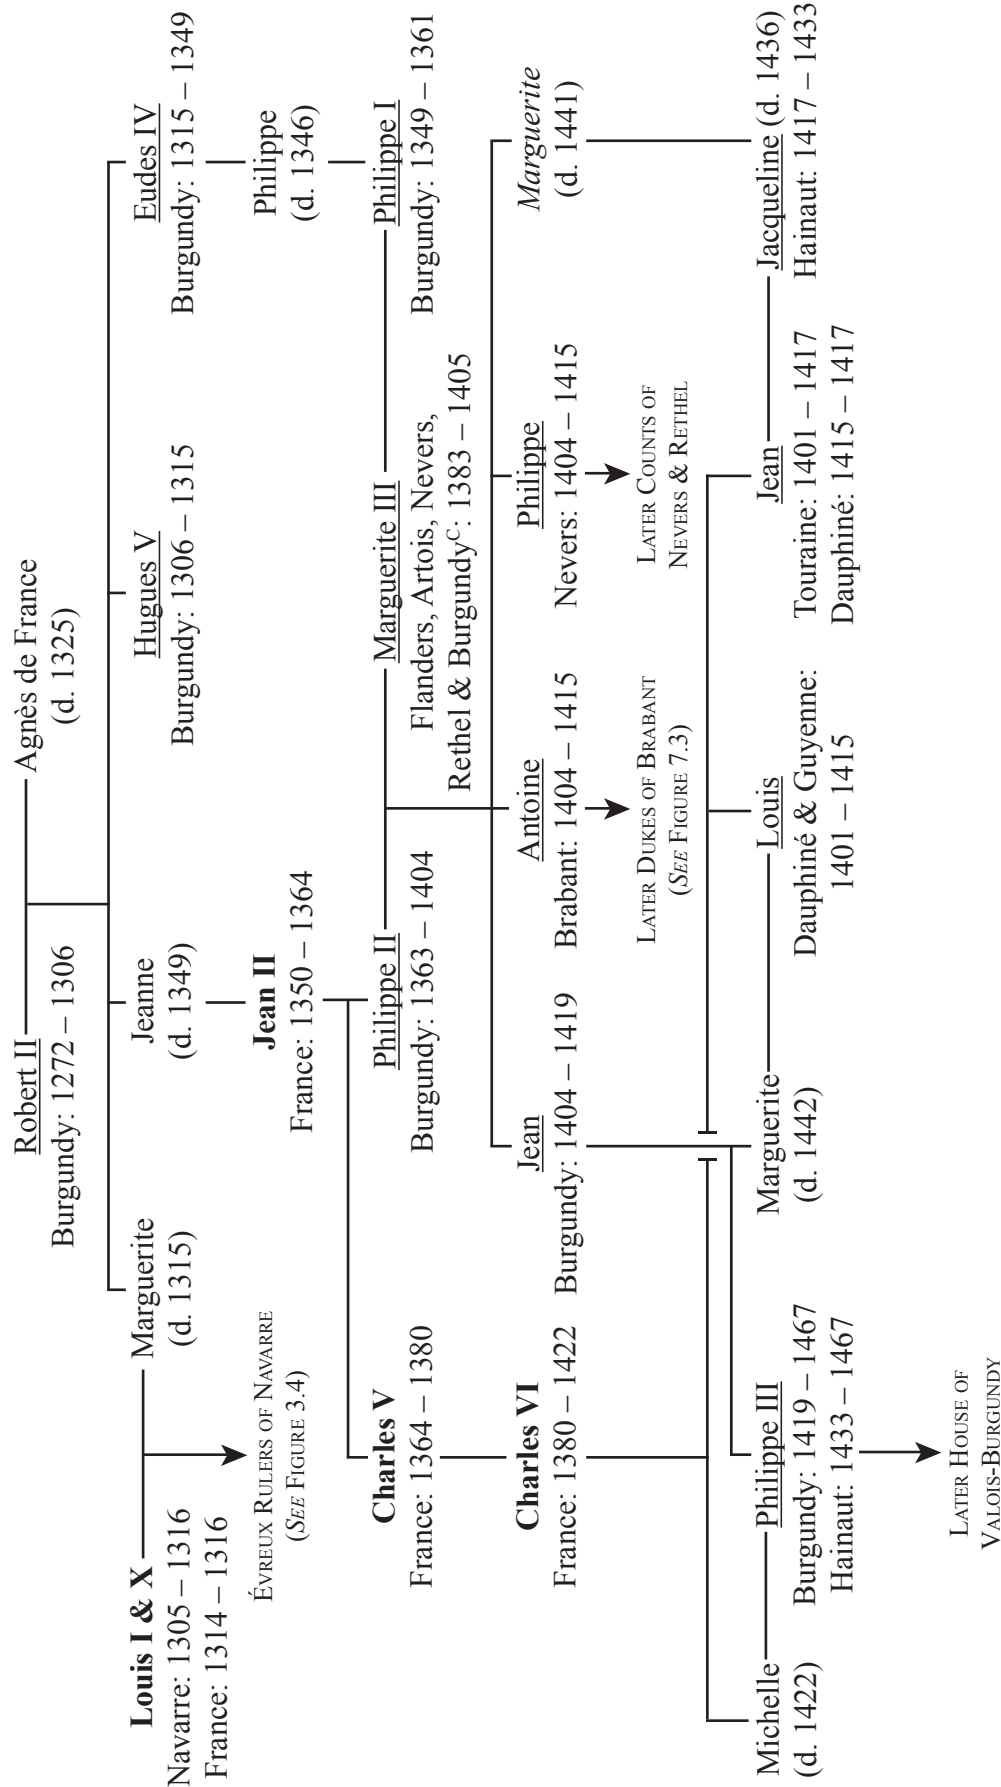 Robert II
Burgundy: 1272 – 1306
Agnès de France
(d. 1325)
Louis I & X
Navarre: 1305 – 1316
France: 1314 – 1316
Marguerite
(d. 1315)
Jeanne
(d. 1349)
Hugues V
Burgundy: 1306 – 1315
Eudes IV
Burgundy: 1315 – 1349
ÉVREUX RULERS OF NAVARRE
(SEE FIGURE 3.4)
Jean II
France: 1350 – 1364
Philippe
(d. 1346)
Charles V
France: 1364 – 1380
Philippe II
Burgundy: 1363 – 1404
Marguerite III
Flanders, Artois, Nevers,
Rethel & Burgundyᶜ: 1383 – 1405
Philippe I
Burgundy: 1349 – 1361
Charles VI
France: 1380 – 1422
Jean
Burgundy: 1404 – 1419
Antoine
Brabant: 1404 – 1415
Philippe
Nevers: 1404 – 1415
Marguerite
(d. 1441)
LATER DUKES OF BRABANT
(SEE FIGURE 7.3)
LATER COUNTS OF
NEVERS & RETHEL
Michelle
(d. 1422)
Philippe III
Burgundy: 1419 – 1467
Hainaut: 1433 – 1467
Marguerite
(d. 1442)
Louis
Dauphiné & Guyenne:
1401 – 1415
Jean
Touraine: 1401 – 1417
Dauphiné: 1415 – 1417
Jacqueline (d. 1436)
Hainaut: 1417 – 1433
LATER HOUSE OF
VALOIS-BURGUNDY